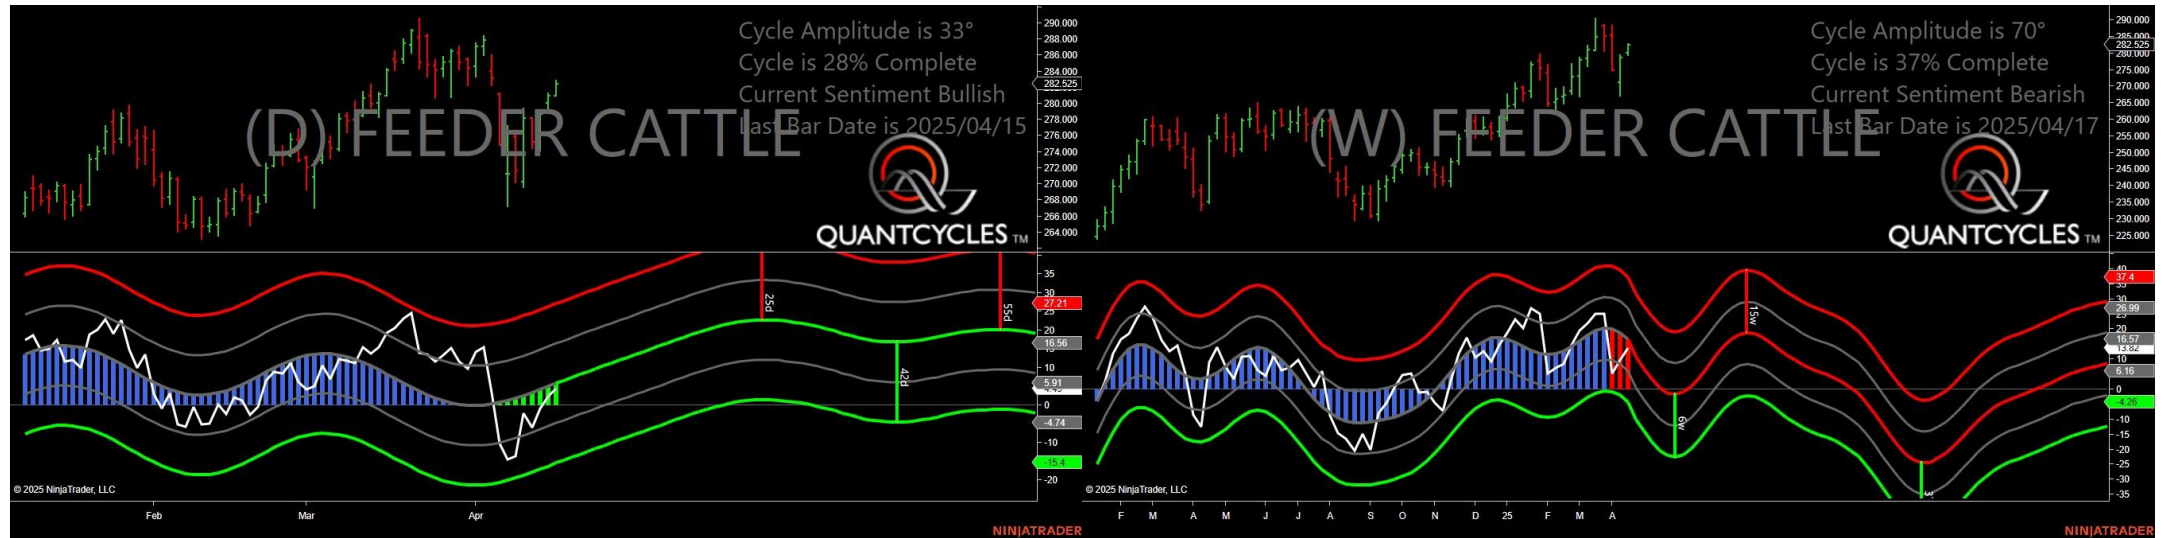 Cycle Amplitude is 33°
Cycle is 28% Complete
Current Sentiment Bullish
Last Bar Date is 2025/04/15
(D) FEEDER CATTLE
QUANTCYCLES TM
290.000
288.000
286.000
284.000
282.525
280.000
278.000
276.000
274.000
272.000
270.000
268.000
266.000
264.000
25d
42d
55d
35
30
27.21
25
20
16.56
10
5.91
0
-4.74
-10
-15.4
-20
© 2025 NinjaTrader, LLC
Feb Mar Apr
NINJATRADER
Cycle Amplitude is 70°
Cycle is 37% Complete
Current Sentiment Bearish
Last Bar Date is 2025/04/17
(W) FEEDER CATTLE
QUANTCYCLES TM
290.000
285.000
282.525
280.000
275.000
270.000
265.000
260.000
255.000
250.000
245.000
240.000
235.000
230.000
225.000
6w
15w
40
37.4
30
26.99
20
16.57
13.82
10
6.16
0
-4.26
-10
-15
-20
-25
-30
-35
© 2025 NinjaTrader, LLC
F M A M J J A S O N D 25 F M A
NINJATRADER